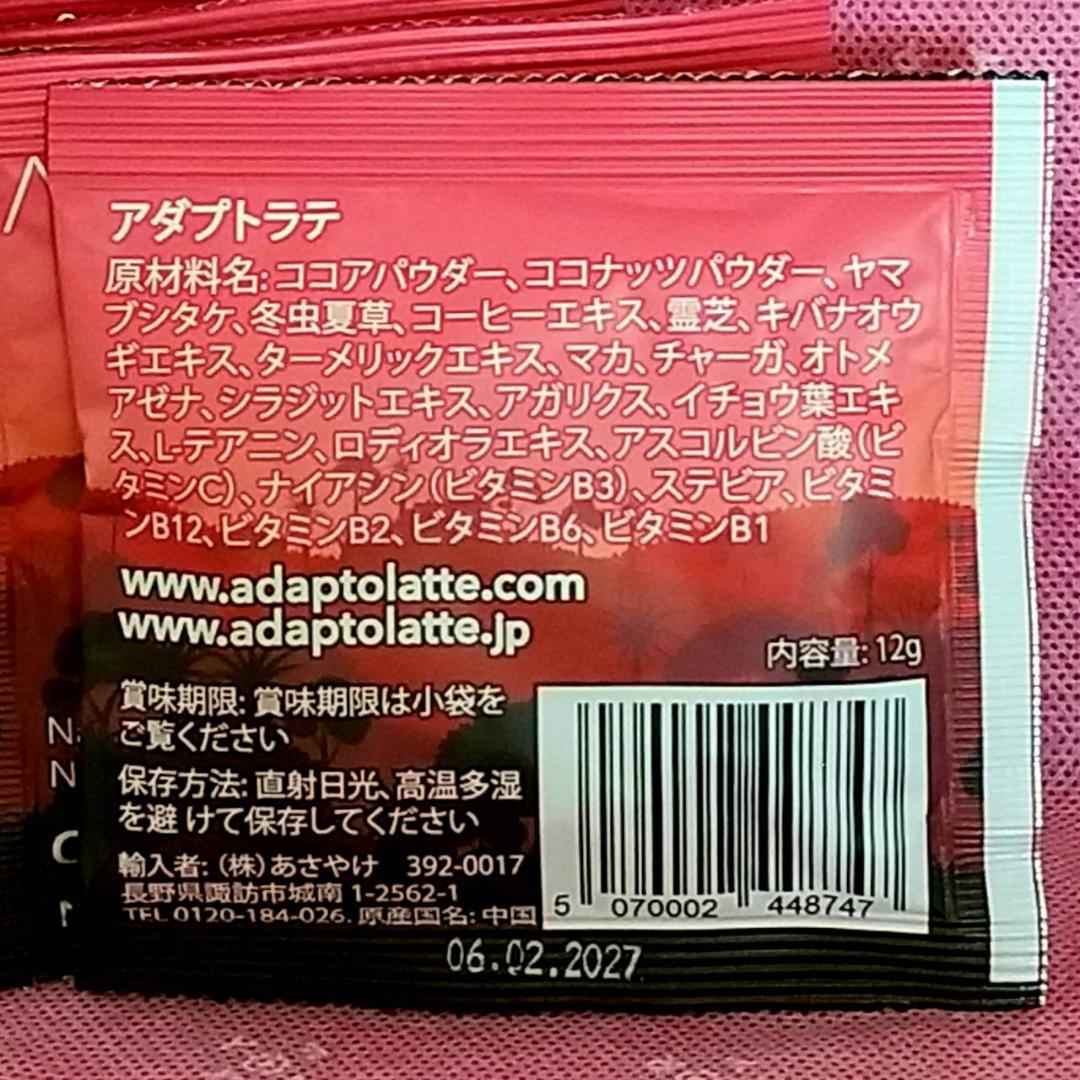 アダプトラテ
原材料名: ココアパウダー、ココナッツパウダー、ヤマ
ブシタケ、冬虫夏草、コーヒーエキス、霊芝、キバナオウ
ギエキス、ターメリックエキス、マカ、チャーガ、オトメ
アゼナ、シラジットエキス、アガリクス、イチョウ葉エキ
ス、L-テアニン、ロディオラエキス、アスコルビン酸(ビ
タミンC)、ナイアシン(ビタミンB3)、ステビア、ビタミ
ンB12、ビタミンB2、ビタミンB6、ビタミンB1
www.adaptolatte.com
www.adaptolatte.jp
内容量: 12g
賞味期限: 賞味期限は小袋を
ご覧ください
保存方法: 直射日光、高温多湿
を避けて保存してください
輸入者: (株)あさやけ 392-0017
長野県諏訪市城南 1-2562-1
TEL 0120-184-026. 原産国名: 中国
5 070002 448747
06.02.2027